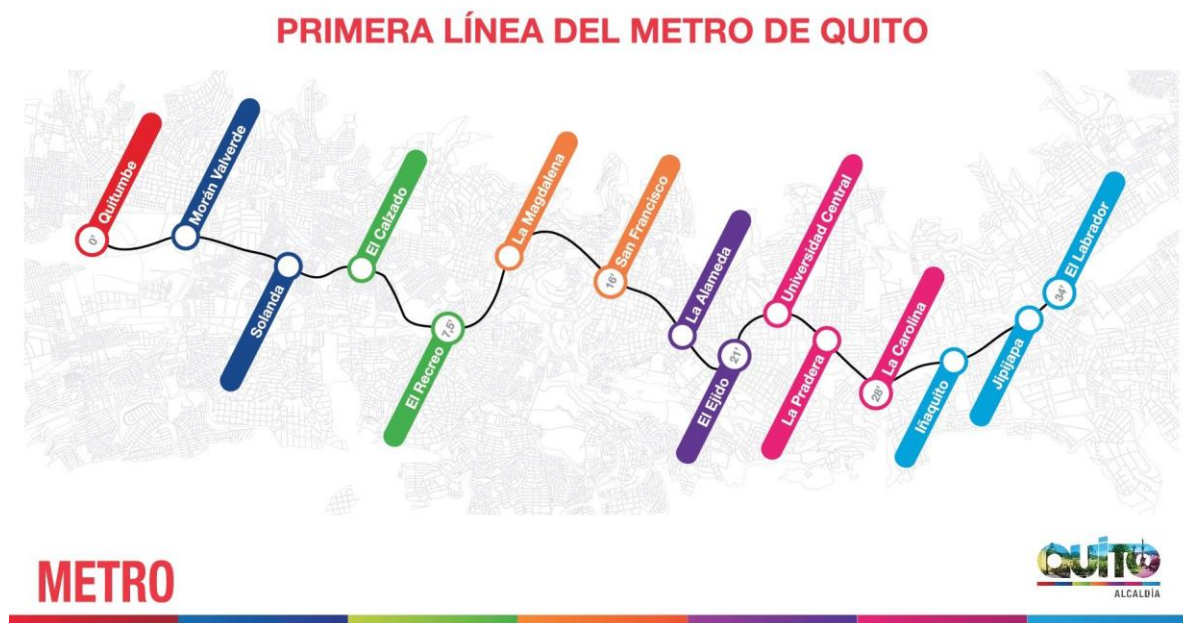 PRIMERA LÍNEA DEL METRO DE QUITO
0' Quitumbe
Morán Valverde
Solanda
El Calzado
El Recreo 7,5'
La Magdalena
16' San Francisco
La Alameda
El Ejido 21'
Universidad Central
La Pradera
28' La Carolina
Iñaquito
Jipijapa
34' El Labrador
METRO
QUITO
ALCALDÍA